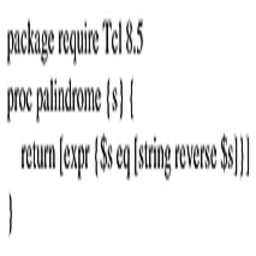 package require Tcl 8.5
proc palindrome {s} {
    return [expr {$s eq [string reverse $s]}]
}